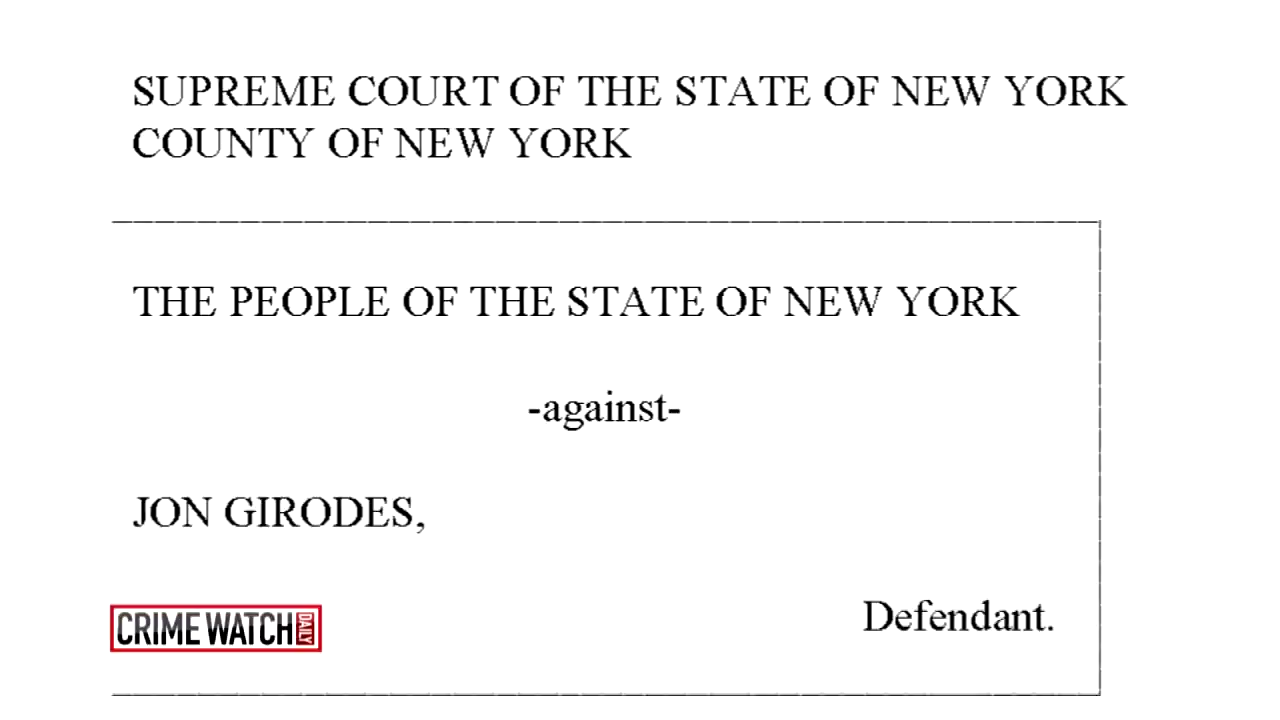 SUPREME COURT OF THE STATE OF NEW YORK
COUNTY OF NEW YORK
THE PEOPLE OF THE STATE OF NEW YORK
-against-
JON GIRODES,
Defendant.
CRIME WATCH DAILY